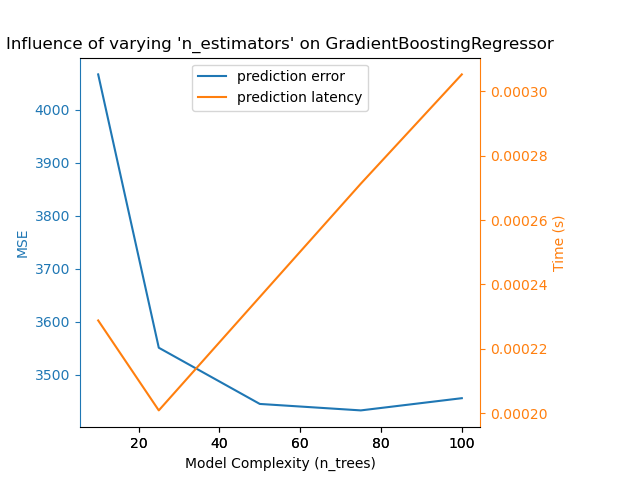 Influence of varying 'n_estimators' on GradientBoostingRegressor
prediction error
prediction latency
4000
3900
3800
3700
3600
3500
MSE
0.00030
0.00028
0.00026
0.00024
0.00022
0.00020
Time (s)
20 40 60 80 100
Model Complexity (n_trees)